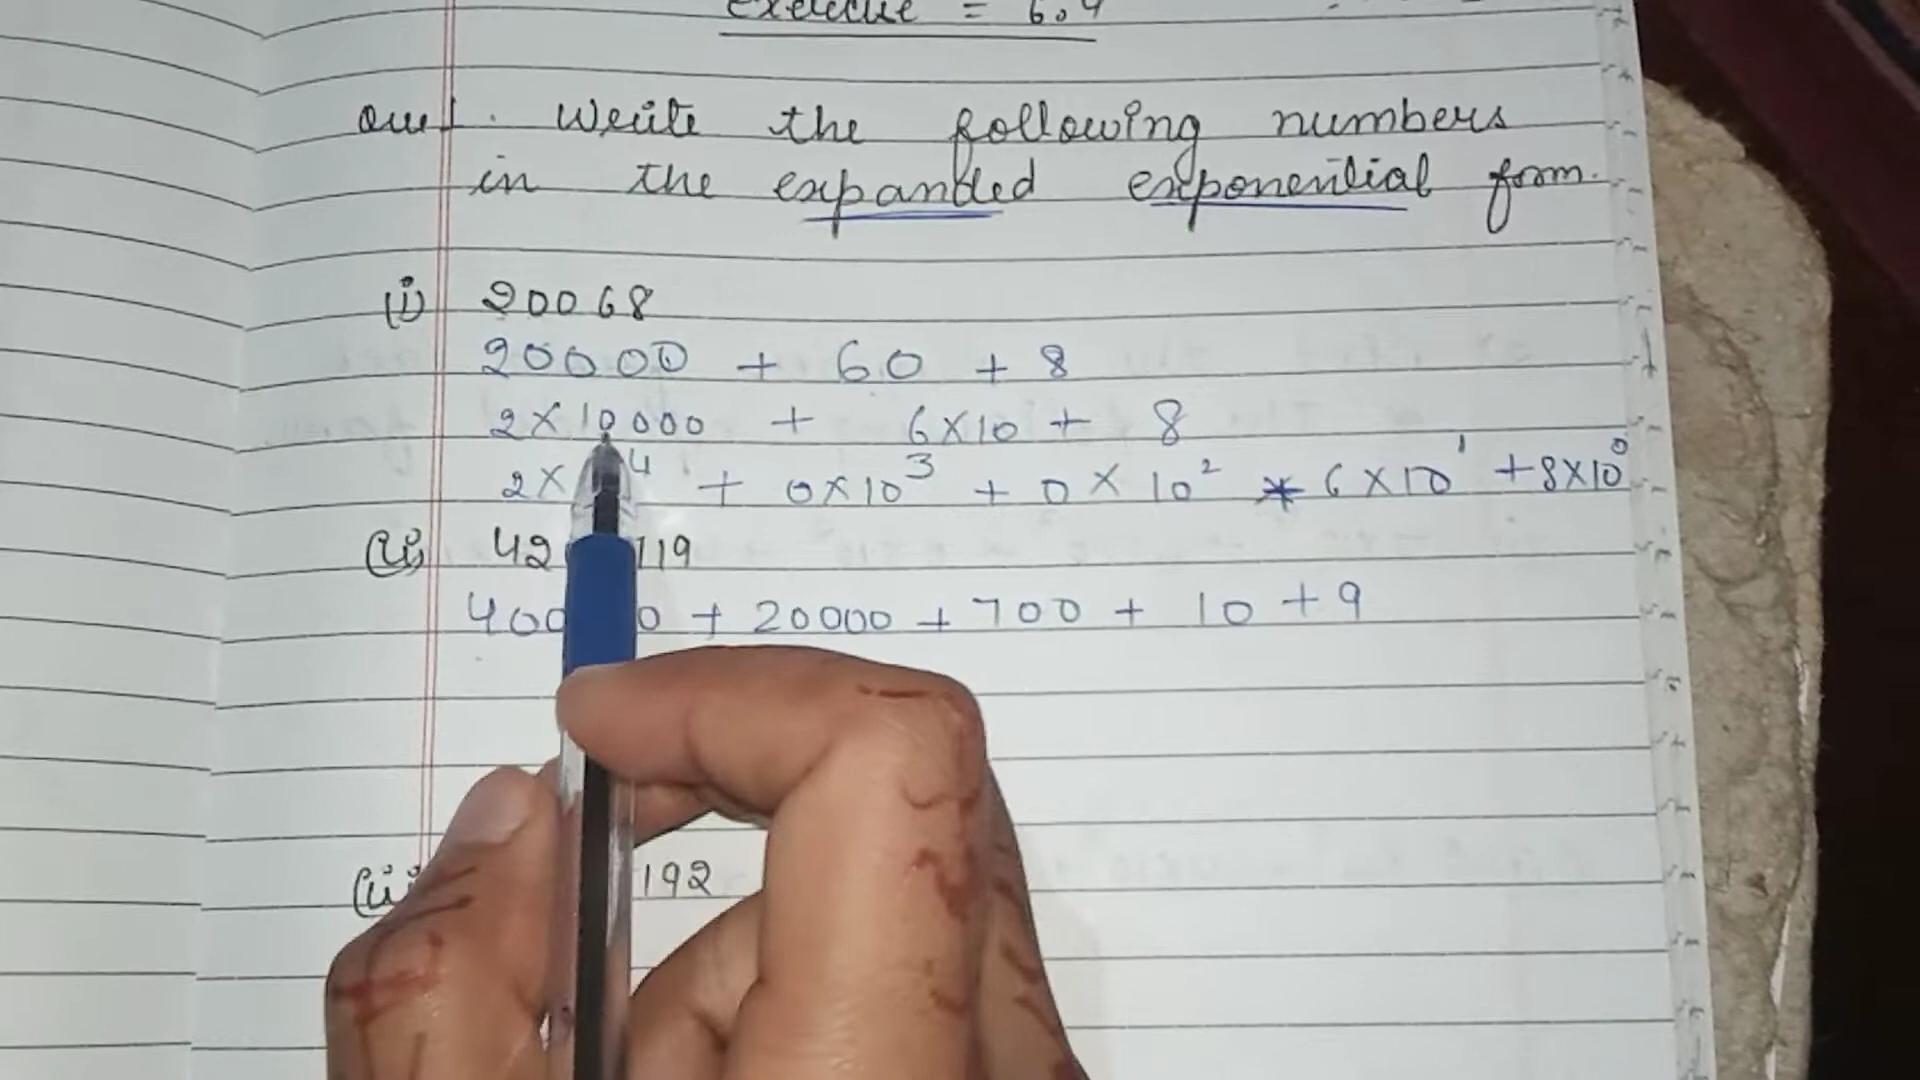 exercise = 6.4
Que 1. Write the following numbers
in the expanded exponential form.
(i) 20068
20000 + 60 + 8
2 × 10000 + 6×10 + 8
2 × 4 + 0×10³ + 0 × 10² * 6 × 10¹ + 8×10⁰
(ii) 42 119
400 0 + 20000 + 700 + 10 + 9
192